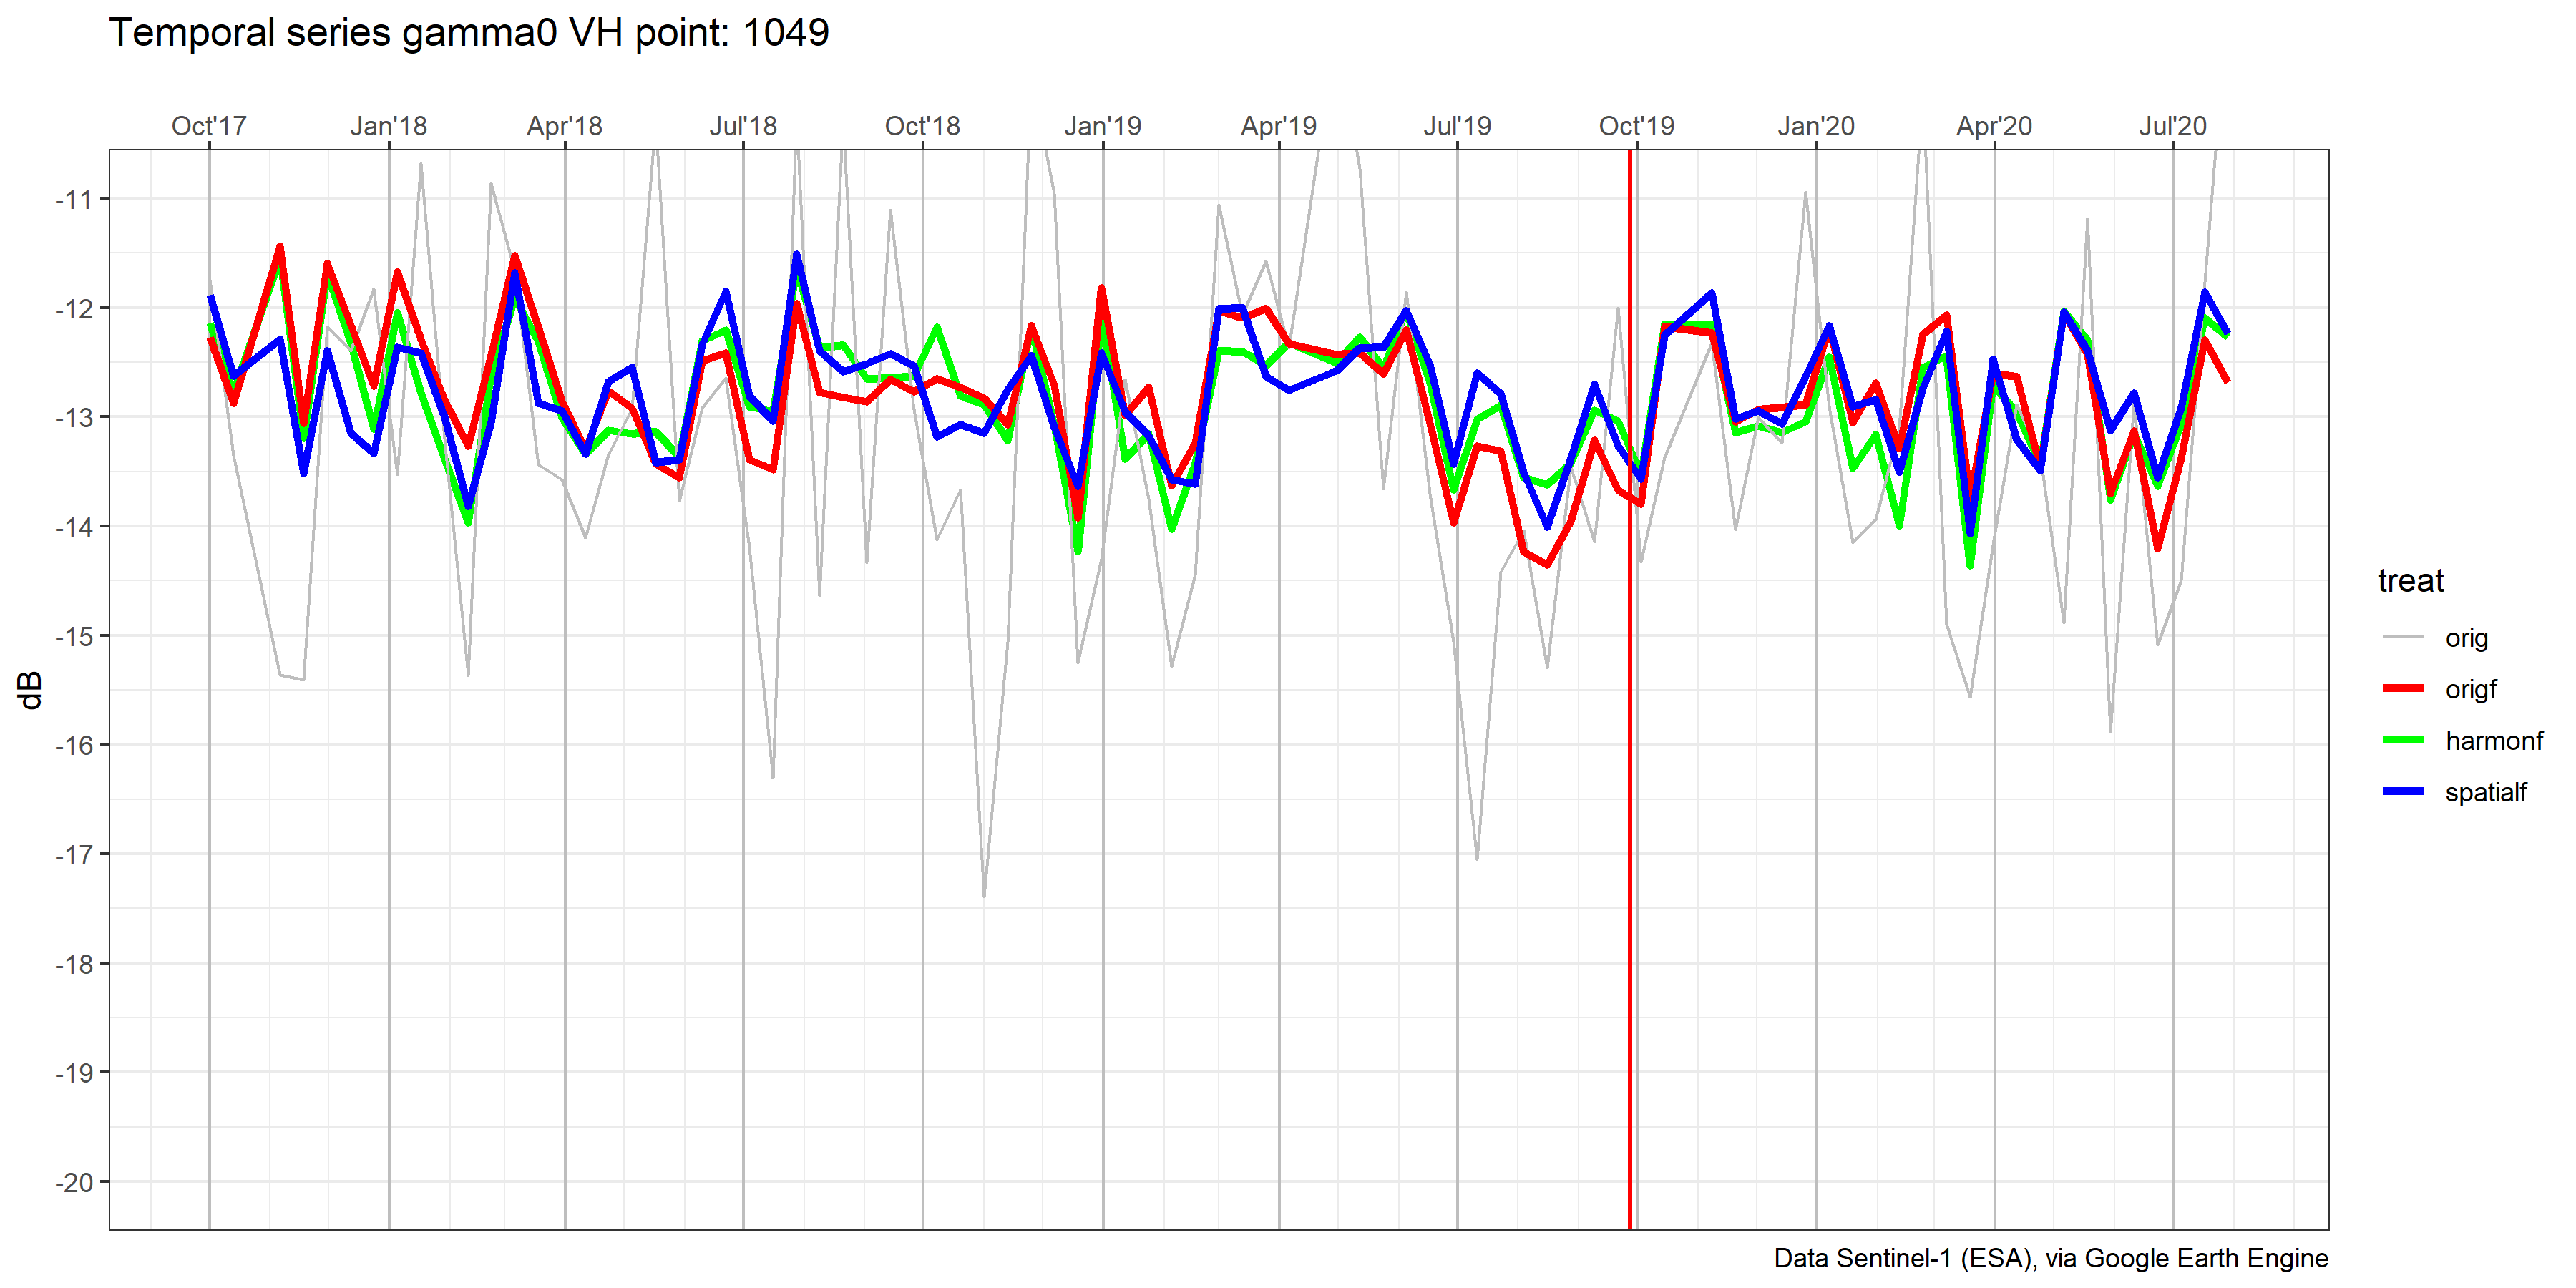 Temporal series gamma0 VH point: 1049
Oct'17 Jan'18 Apr'18 Jul'18 Oct'18 Jan'19 Apr'19 Jul'19 Oct'19 Jan'20 Apr'20 Jul'20
-11
-12
-13
-14
-15
-16
-17
-18
-19
-20
dB
treat
orig
origf
harmonf
spatialf
Data Sentinel-1 (ESA), via Google Earth Engine